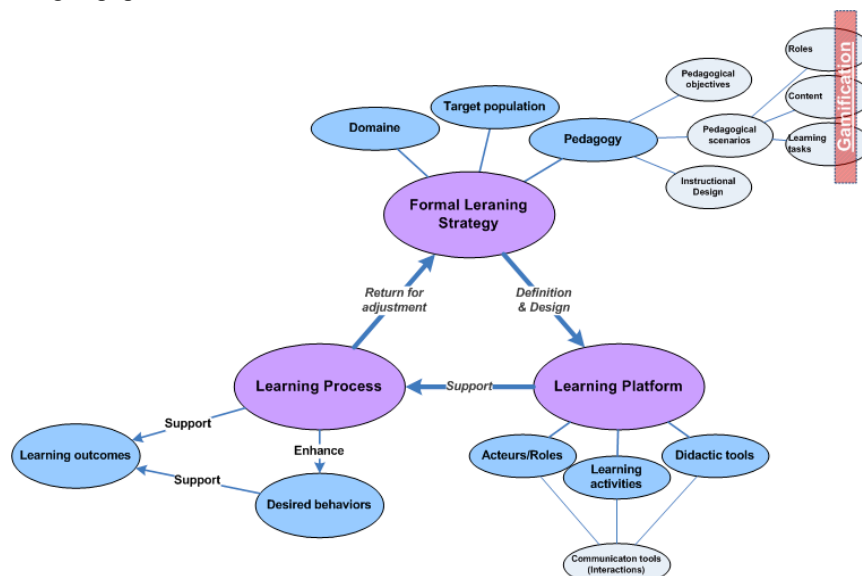 Roles
Gamification
Pedagogical
objectives
Content
Target population
Domaine
Pedagogy
Pedagogical
scenarios
Learning
tasks
Instructional
Design
Formal Leraning
Strategy
Return for
adjustment
Definition
& Design
Learning Process
Support
Learning Platform
Support
Enhance
Learning outcomes
Support
Desired behaviors
Acteurs/Roles
Learning
activities
Didactic tools
Communicaton tools
(Interactions)